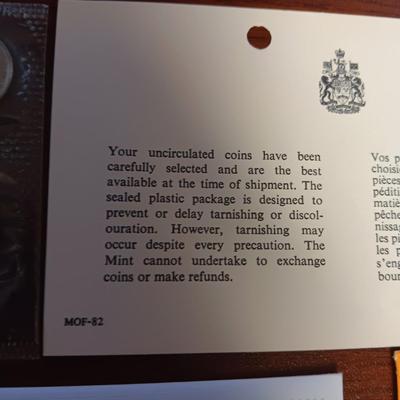 Your uncirculated coins have been
carefully selected and are the best
available at the time of shipment. The
sealed plastic package is designed to
prevent or delay tarnishing or discol-
ouration. However, tarnishing may
occur despite every precaution. The
Mint cannot undertake to exchange
coins or make refunds.
MOF-82
Vos p
choisie
pièces
péditi
matiè
pêche
nissag
les pi
les p
s'eng
bour